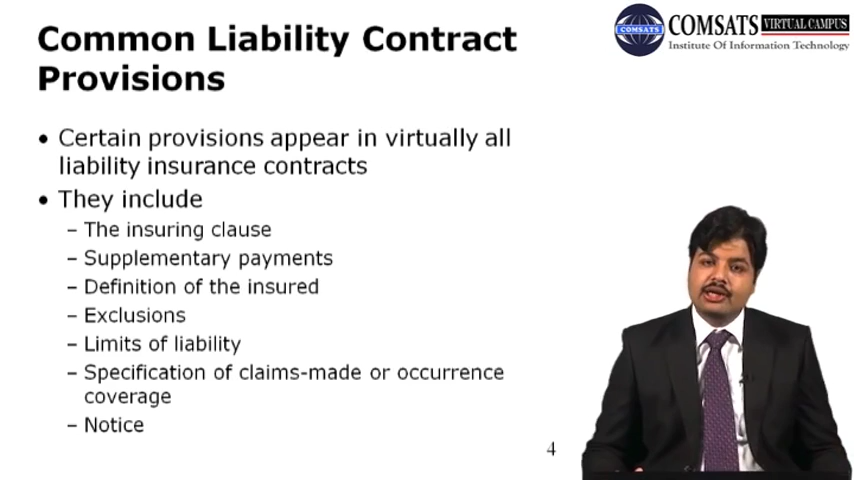 Common Liability Contract
Provisions
• Certain provisions appear in virtually all
liability insurance contracts
• They include
– The insuring clause
– Supplementary payments
– Definition of the insured
– Exclusions
– Limits of liability
– Specification of claims-made or occurrence
coverage
– Notice
4
COMSATS
COMSATS VIRTUAL CAMPUS
Institute Of Information Technology